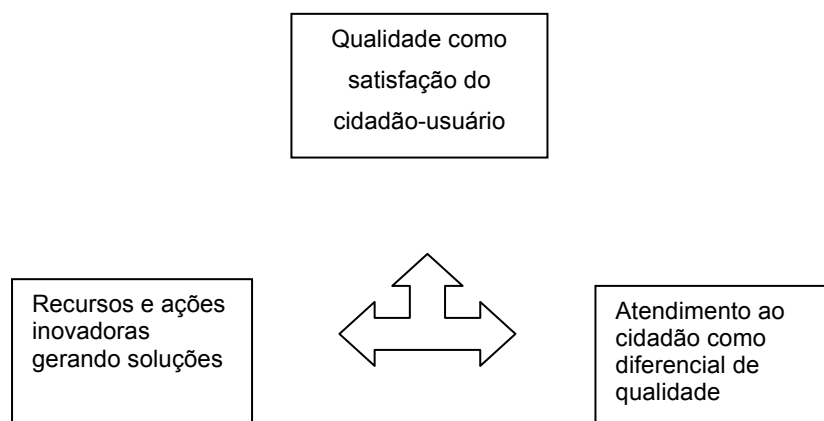 Qualidade como
satisfação do
cidadão-usuário
Recursos e ações
inovadoras
gerando soluções
Atendimento ao
cidadão como
diferencial de
qualidade